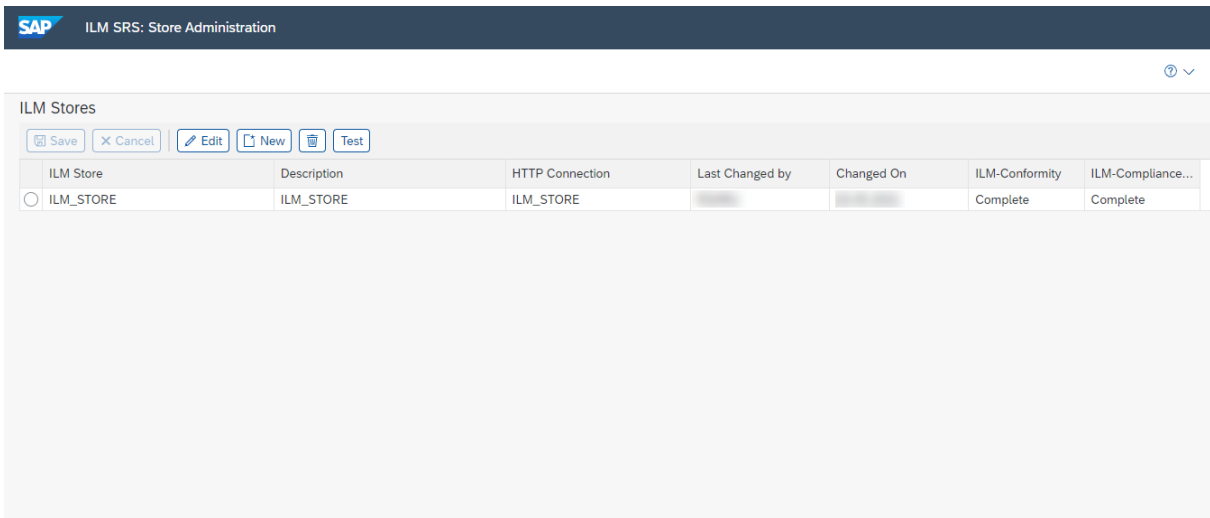 SAP ILM SRS: Store Administration
ILM Stores
Save Cancel Edit New Test
ILM Store Description HTTP Connection Last Changed by Changed On ILM-Conformity ILM-Compliance...
ILM_STORE ILM_STORE ILM_STORE Complete Complete